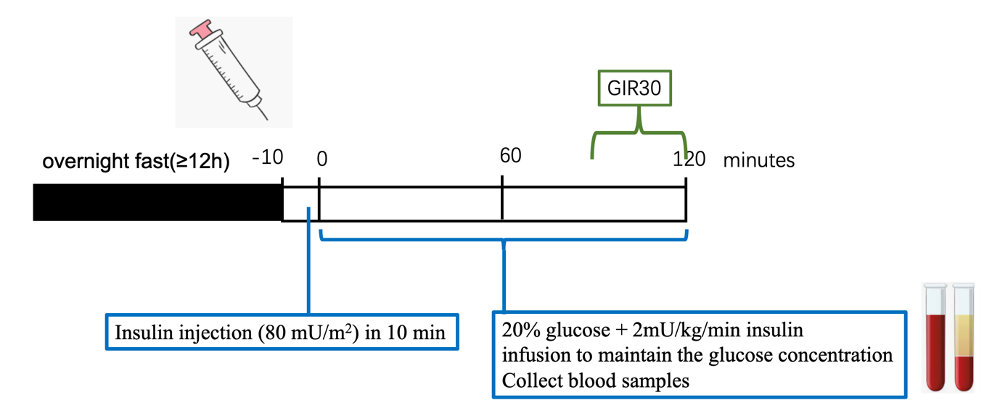 GIR30
overnight fast(≥12h) -10 0 60 120 minutes
Insulin injection (80 mU/m²) in 10 min
20% glucose + 2mU/kg/min insulin
infusion to maintain the glucose concentration
Collect blood samples